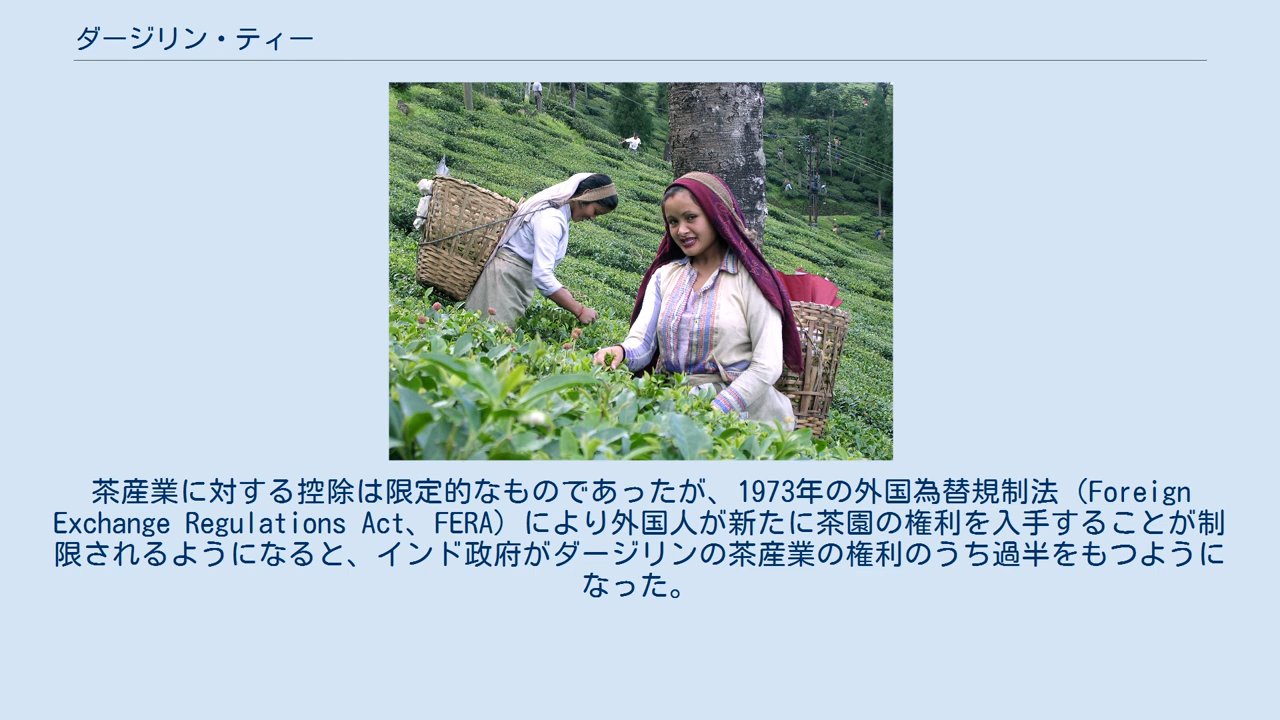 ダージリン・ティー
茶産業に対する控除は限定的なものであったが、1973年の外国為替規制法（Foreign
Exchange Regulations Act、FERA）により外国人が新たに茶園の権利を入手することが制
限されるようになると、インド政府がダージリンの茶産業の権利のうち過半をもつように
なった。